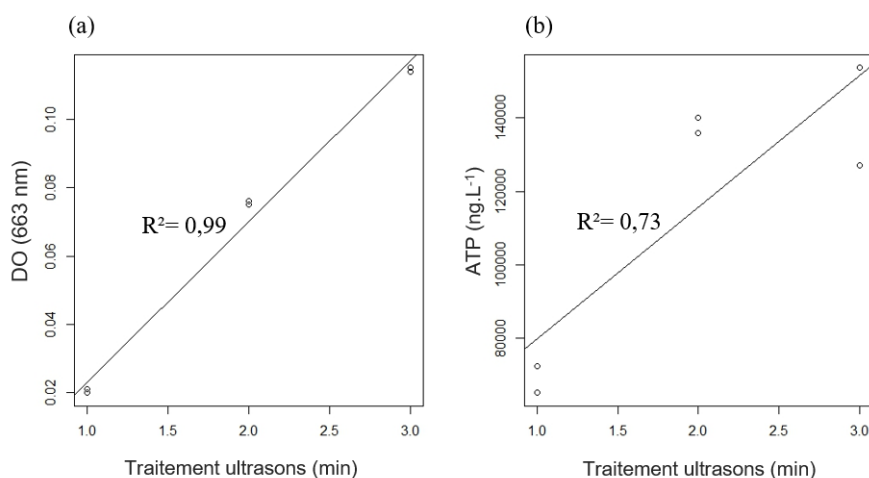 (a)
DO (663 nm)
0.02
0.04
0.06
0.08
0.10
R²= 0,99
1.0
1.5
2.0
2.5
3.0
Traitement ultrasons (min)
(b)
ATP (ng.L⁻¹)
80000
100000
120000
140000
R²= 0,73
1.0
1.5
2.0
2.5
3.0
Traitement ultrasons (min)